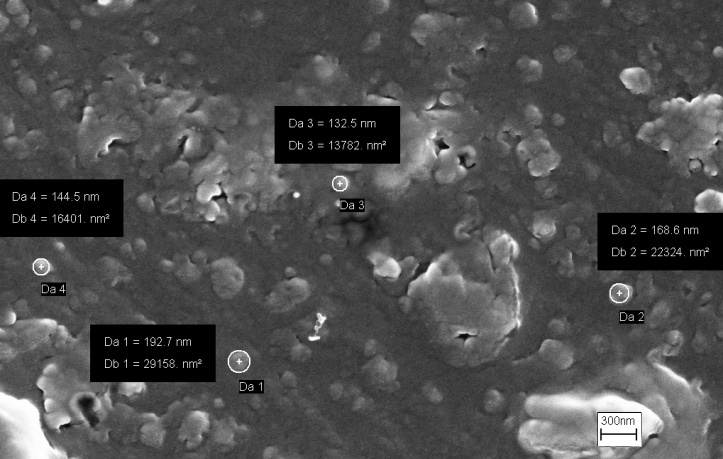 Da 3 = 132.5 nm
Db 3 = 13782. nm²
Da 3
Da 4 = 144.5 nm
Db 4 = 16401. nm²
Da 4
Da 2 = 168.6 nm
Db 2 = 22324. nm²
Da 2
Da 1 = 192.7 nm
Db 1 = 29158. nm²
Da 1
300nm